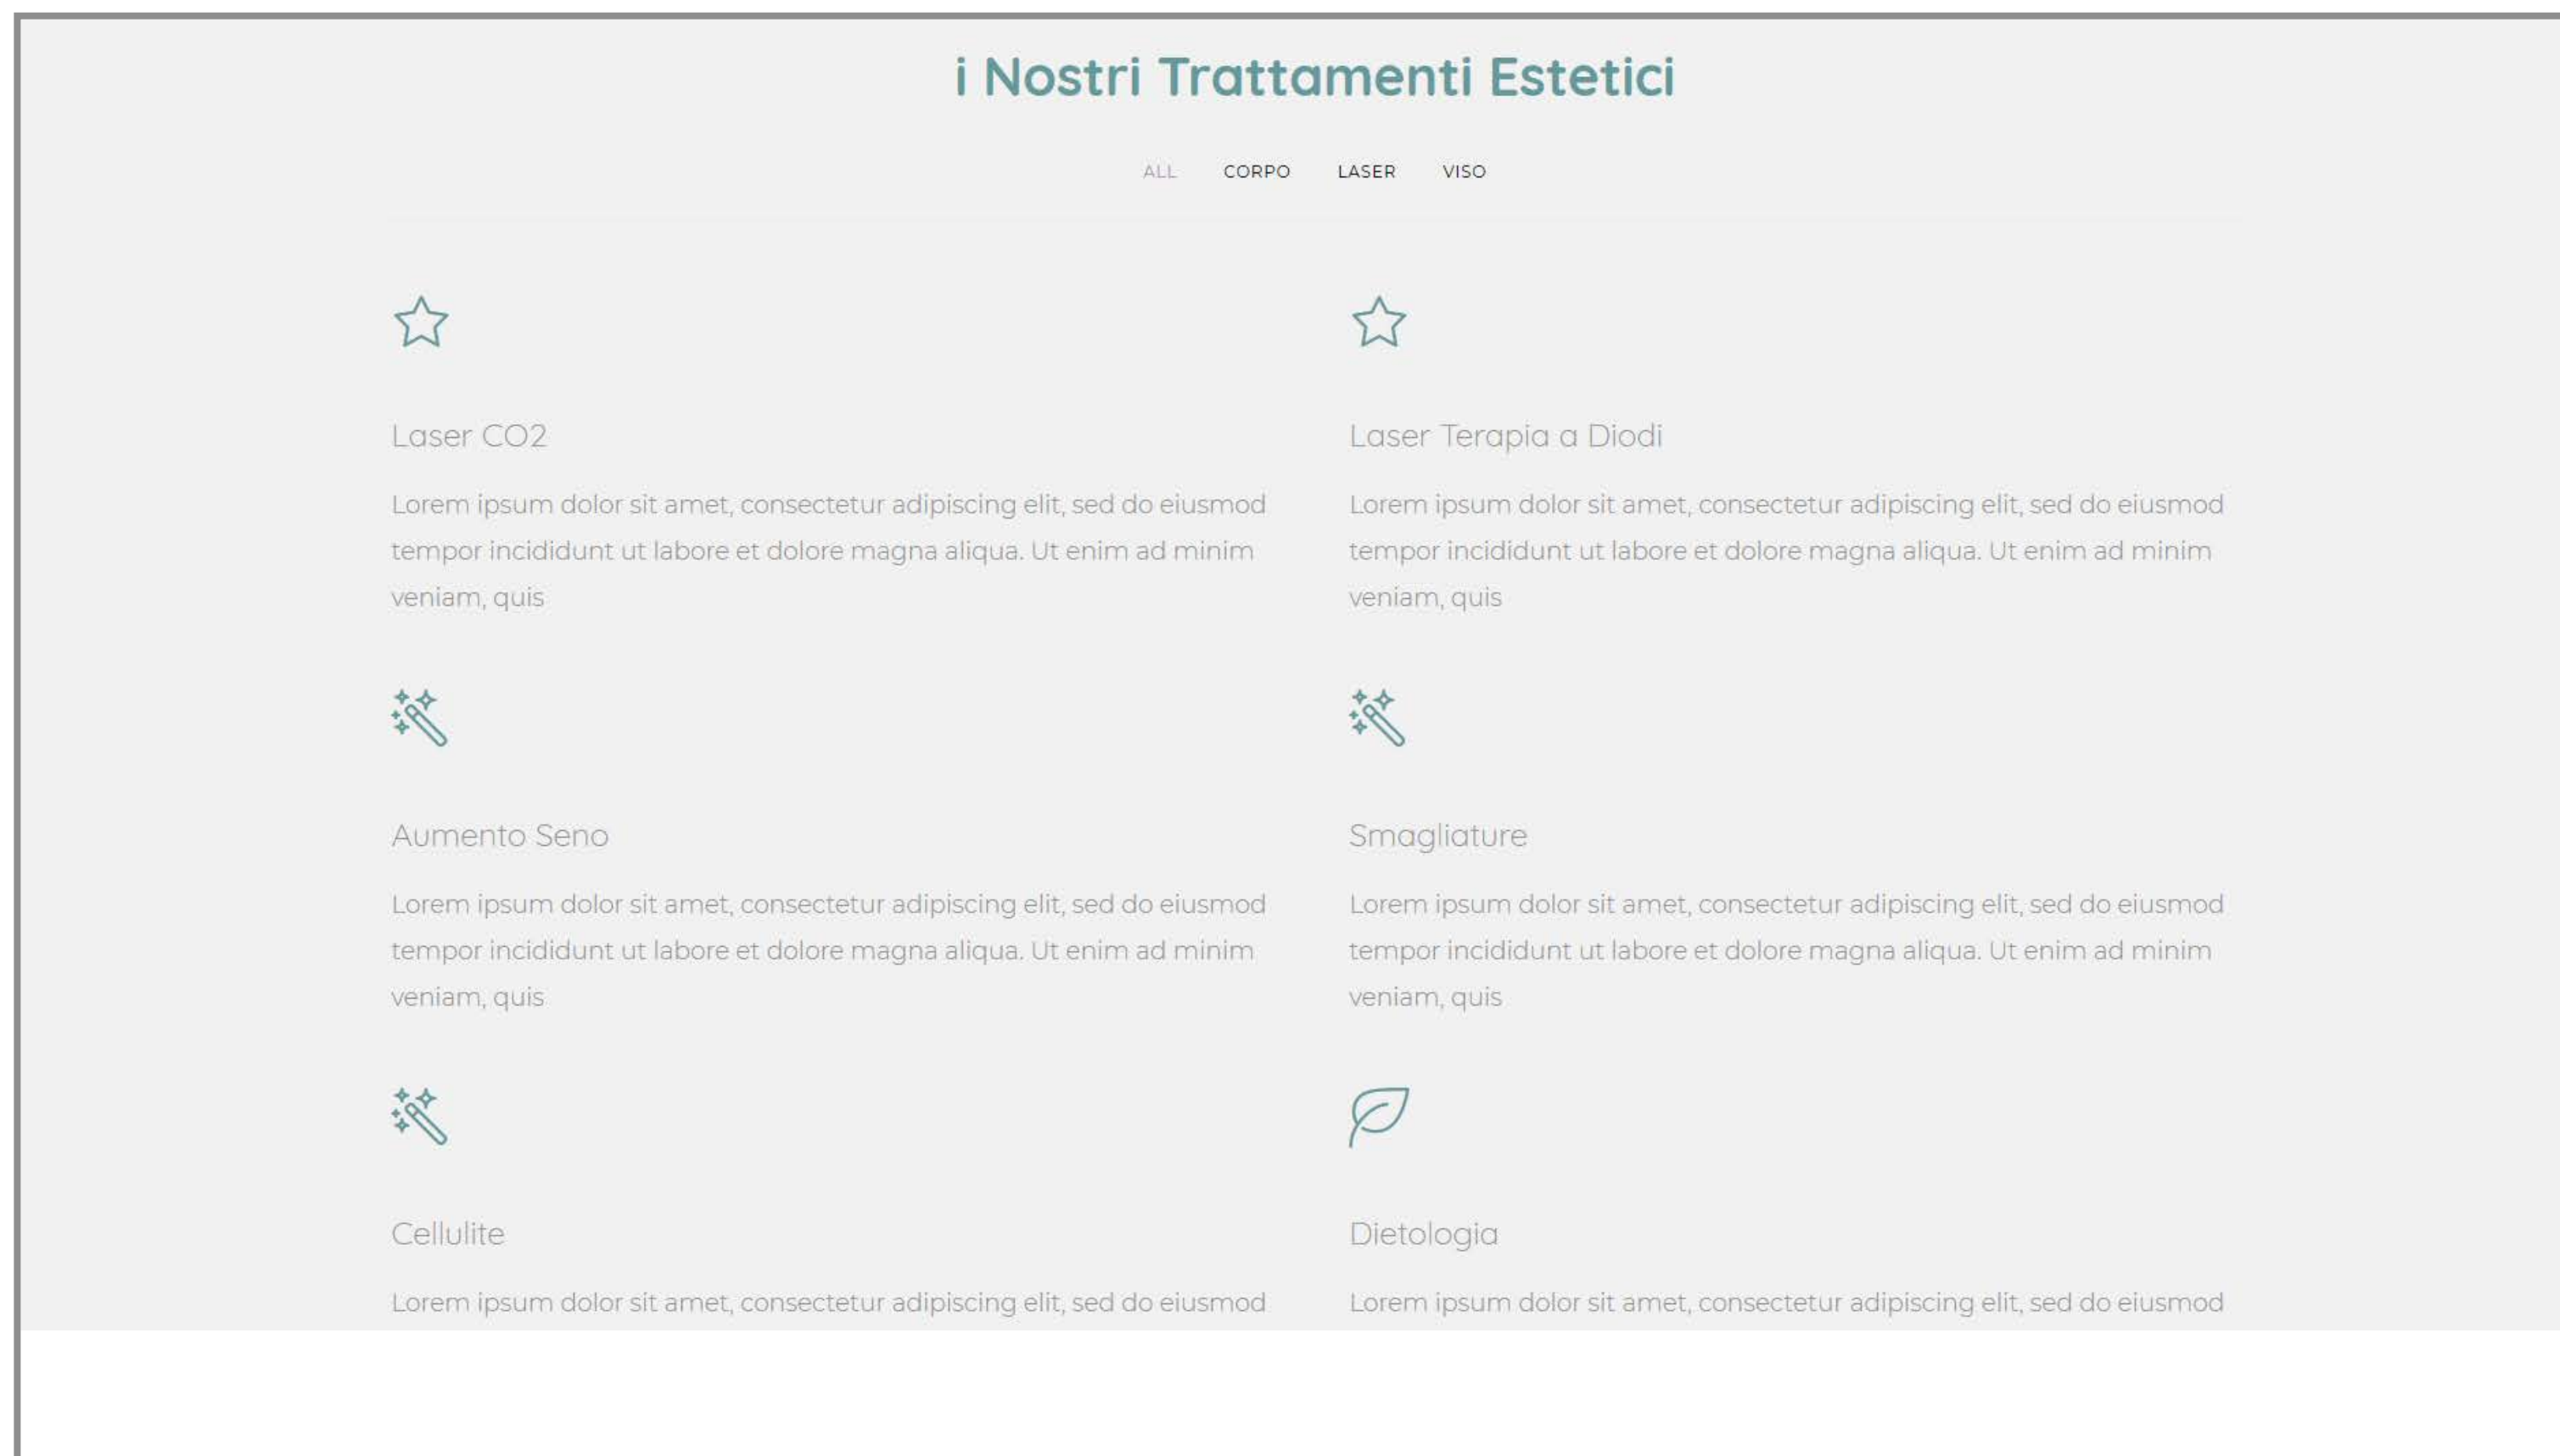 i Nostri Trattamenti Estetici
ALL CORPO LASER VISO
Laser CO2
Lorem ipsum dolor sit amet, consectetur adipiscing elit, sed do eiusmod
tempor incididunt ut labore et dolore magna aliqua. Ut enim ad minim
veniam, quis
Laser Terapia a Diodi
Lorem ipsum dolor sit amet, consectetur adipiscing elit, sed do eiusmod
tempor incididunt ut labore et dolore magna aliqua. Ut enim ad minim
veniam, quis
Aumento Seno
Lorem ipsum dolor sit amet, consectetur adipiscing elit, sed do eiusmod
tempor incididunt ut labore et dolore magna aliqua. Ut enim ad minim
veniam, quis
Smagliature
Lorem ipsum dolor sit amet, consectetur adipiscing elit, sed do eiusmod
tempor incididunt ut labore et dolore magna aliqua. Ut enim ad minim
veniam, quis
Cellulite
Lorem ipsum dolor sit amet, consectetur adipiscing elit, sed do eiusmod
Dietologia
Lorem ipsum dolor sit amet, consectetur adipiscing elit, sed do eiusmod